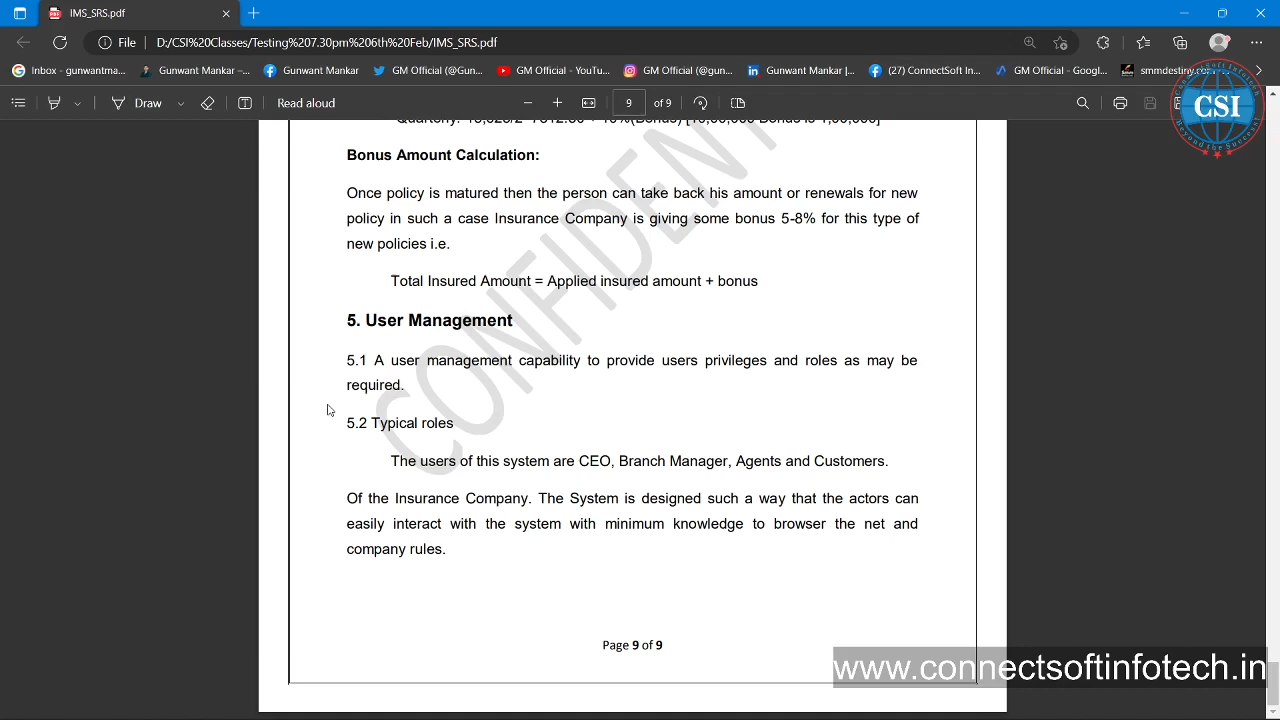 IMS_SRS.pdf
File D:/CSI%20Classes/Testing%207.30pm%206th%20Feb/IMS_SRS.pdf
Inbox - gunwantma... Gunwant Mankar –... Gunwant Mankar GM Official (@Gun... GM Official - YouTu... GM Official (@gun... Gunwant Mankar |... (27) ConnectSoft In... GM Official - Googl... smmdestiny.com
Draw Read aloud 9 of 9
CSI
Beyond for Success
Bonus Amount Calculation:
Once policy is matured then the person can take back his amount or renewals for new
policy in such a case Insurance Company is giving some bonus 5-8% for this type of
new policies i.e.
Total Insured Amount = Applied insured amount + bonus
5. User Management
5.1 A user management capability to provide users privileges and roles as may be
required.
5.2 Typical roles
The users of this system are CEO, Branch Manager, Agents and Customers.
Of the Insurance Company. The System is designed such a way that the actors can
easily interact with the system with minimum knowledge to browser the net and
company rules.
CONFIDENT
Page 9 of 9
www.connectsoftinfotech.in